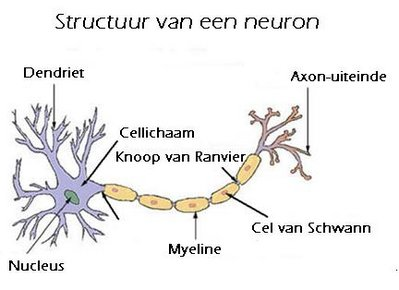 Structuur van een neuron
Dendriet
Axon-uiteinde
Cellichaam
Knoop van Ranvier
Cel van Schwann
Myeline
Nucleus